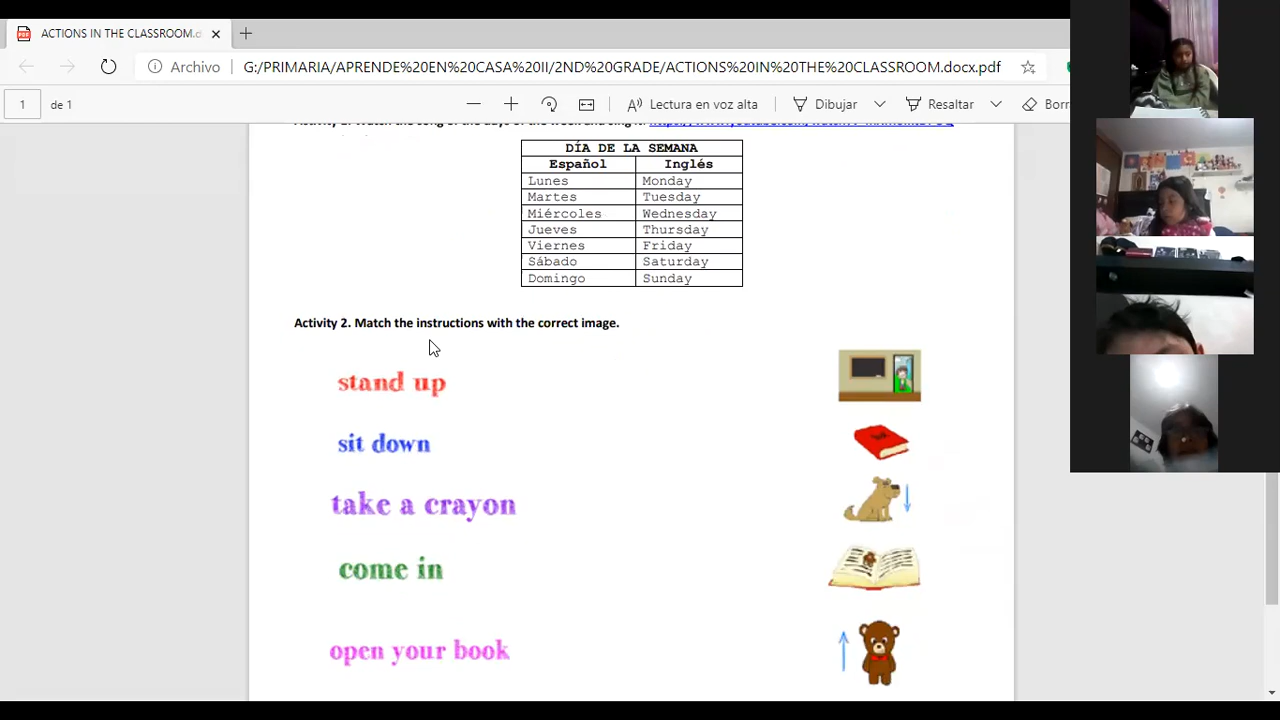 ACTIONS IN THE CLASSROOM.
Archivo
G:/PRIMARIA/APRENDE%20EN%20CASA%20II/2ND%20GRADE/ACTIONS%20IN%20THE%20CLASSROOM.docx.pdf
1 de 1
Lectura en voz alta
Dibujar
Resaltar
Borr
DÍA DE LA SEMANA
Español Inglés
Lunes Monday
Martes Tuesday
Miércoles Wednesday
Jueves Thursday
Viernes Friday
Sábado Saturday
Domingo Sunday
Activity 2. Match the instructions with the correct image.
stand up
sit down
take a crayon
come in
open your book